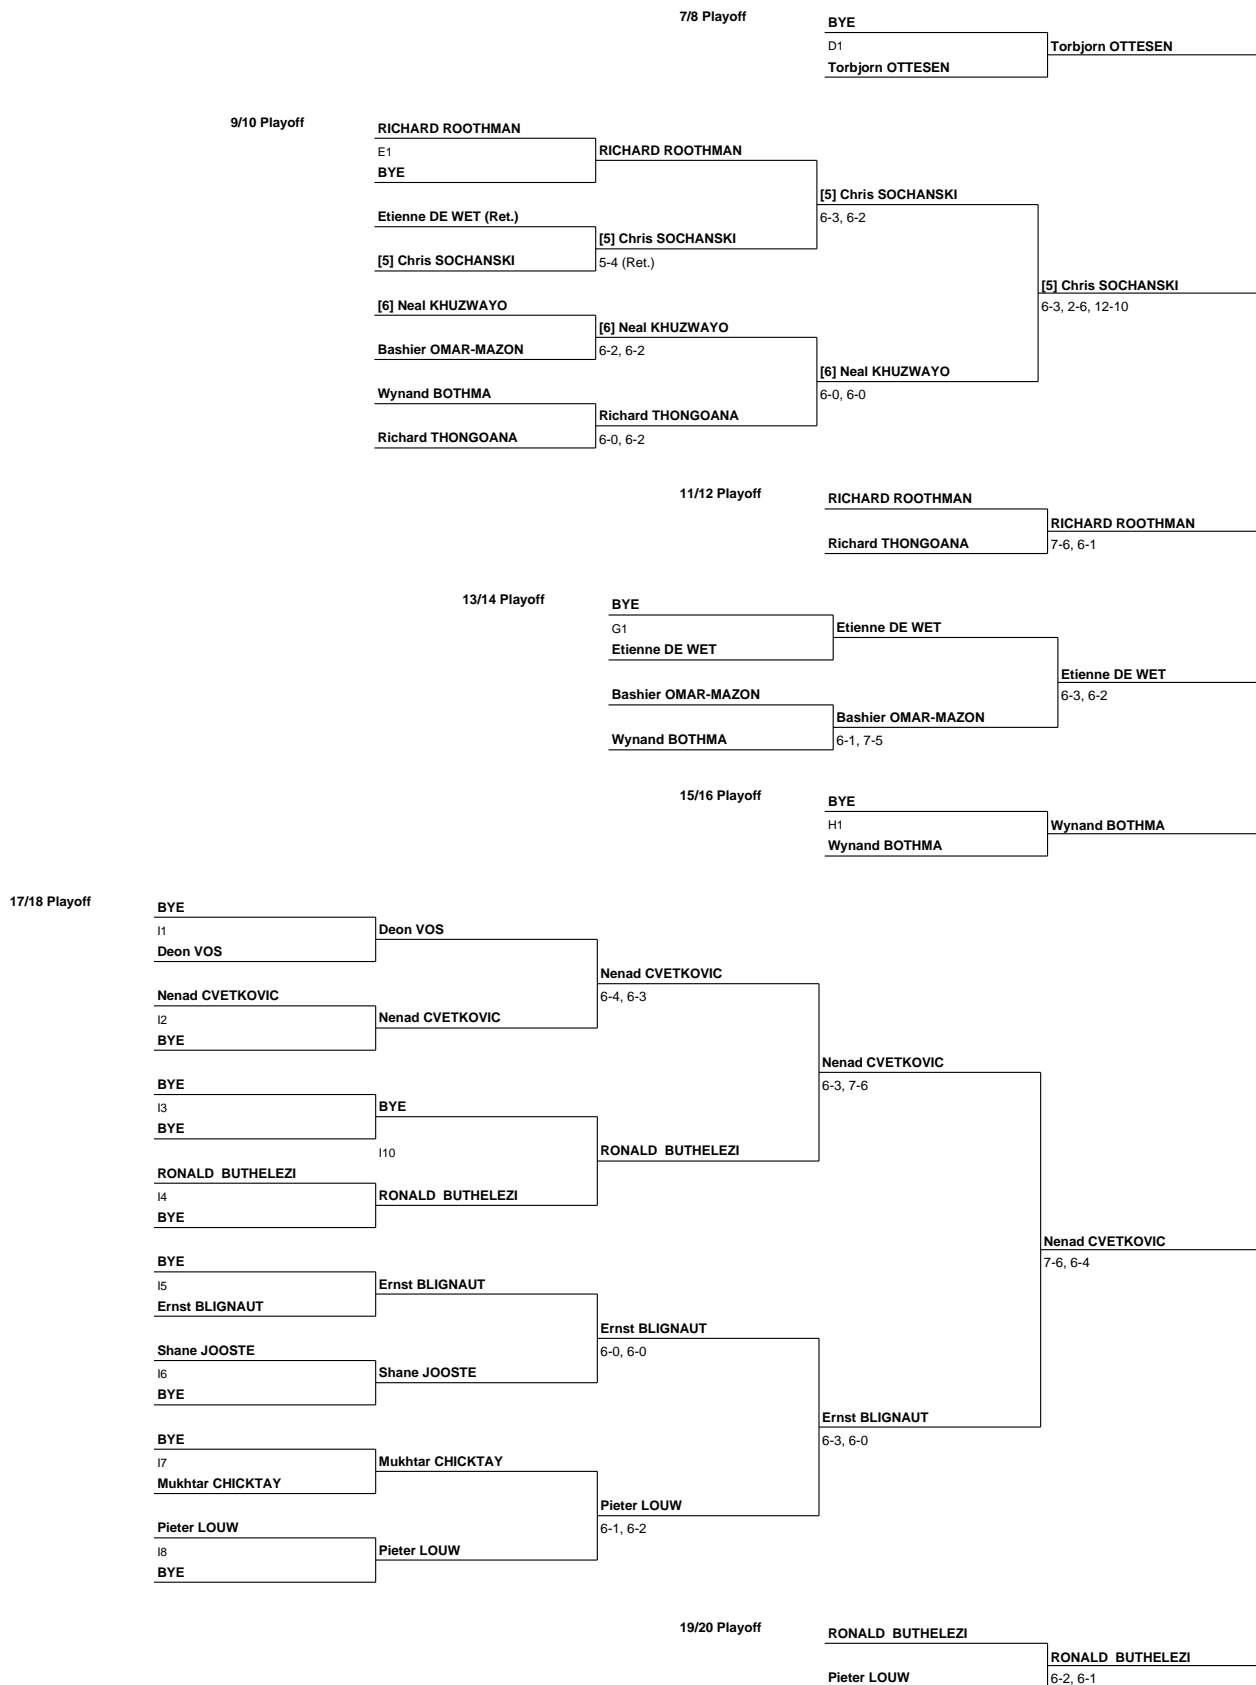 7/8 Playoff
BYE
D1
Torbjorn OTTESEN
Torbjorn OTTESEN
9/10 Playoff
RICHARD ROOTHMAN
E1
RICHARD ROOTHMAN
BYE
[5] Chris SOCHANSKI
6-3, 6-2
Etienne DE WET (Ret.)
[5] Chris SOCHANSKI
[5] Chris SOCHANSKI
5-4 (Ret.)
[5] Chris SOCHANSKI
6-3, 2-6, 12-10
[6] Neal KHUZWAYO
[6] Neal KHUZWAYO
Bashier OMAR-MAZON
6-2, 6-2
[6] Neal KHUZWAYO
6-0, 6-0
Wynand BOTHMA
Richard THONGOANA
Richard THONGOANA
6-0, 6-2
11/12 Playoff
RICHARD ROOTHMAN
RICHARD ROOTHMAN
Richard THONGOANA
7-6, 6-1
13/14 Playoff
BYE
G1
Etienne DE WET
Etienne DE WET
Etienne DE WET
6-3, 6-2
Bashier OMAR-MAZON
Bashier OMAR-MAZON
Wynand BOTHMA
6-1, 7-5
15/16 Playoff
BYE
H1
Wynand BOTHMA
Wynand BOTHMA
17/18 Playoff
BYE
I1
Deon VOS
Deon VOS
Nenad CVETKOVIC
6-4, 6-3
Nenad CVETKOVIC
I2
Nenad CVETKOVIC
BYE
Nenad CVETKOVIC
6-3, 7-6
BYE
I3
BYE
BYE
I10
RONALD  BUTHELEZI
RONALD  BUTHELEZI
I4
RONALD  BUTHELEZI
BYE
Nenad CVETKOVIC
7-6, 6-4
BYE
I5
Ernst BLIGNAUT
Ernst BLIGNAUT
Ernst BLIGNAUT
6-0, 6-0
Shane JOOSTE
I6
Shane JOOSTE
BYE
Ernst BLIGNAUT
6-3, 6-0
BYE
I7
Mukhtar CHICKTAY
Mukhtar CHICKTAY
Pieter LOUW
6-1, 6-2
Pieter LOUW
I8
Pieter LOUW
BYE
19/20 Playoff
RONALD  BUTHELEZI
RONALD  BUTHELEZI
Pieter LOUW
6-2, 6-1